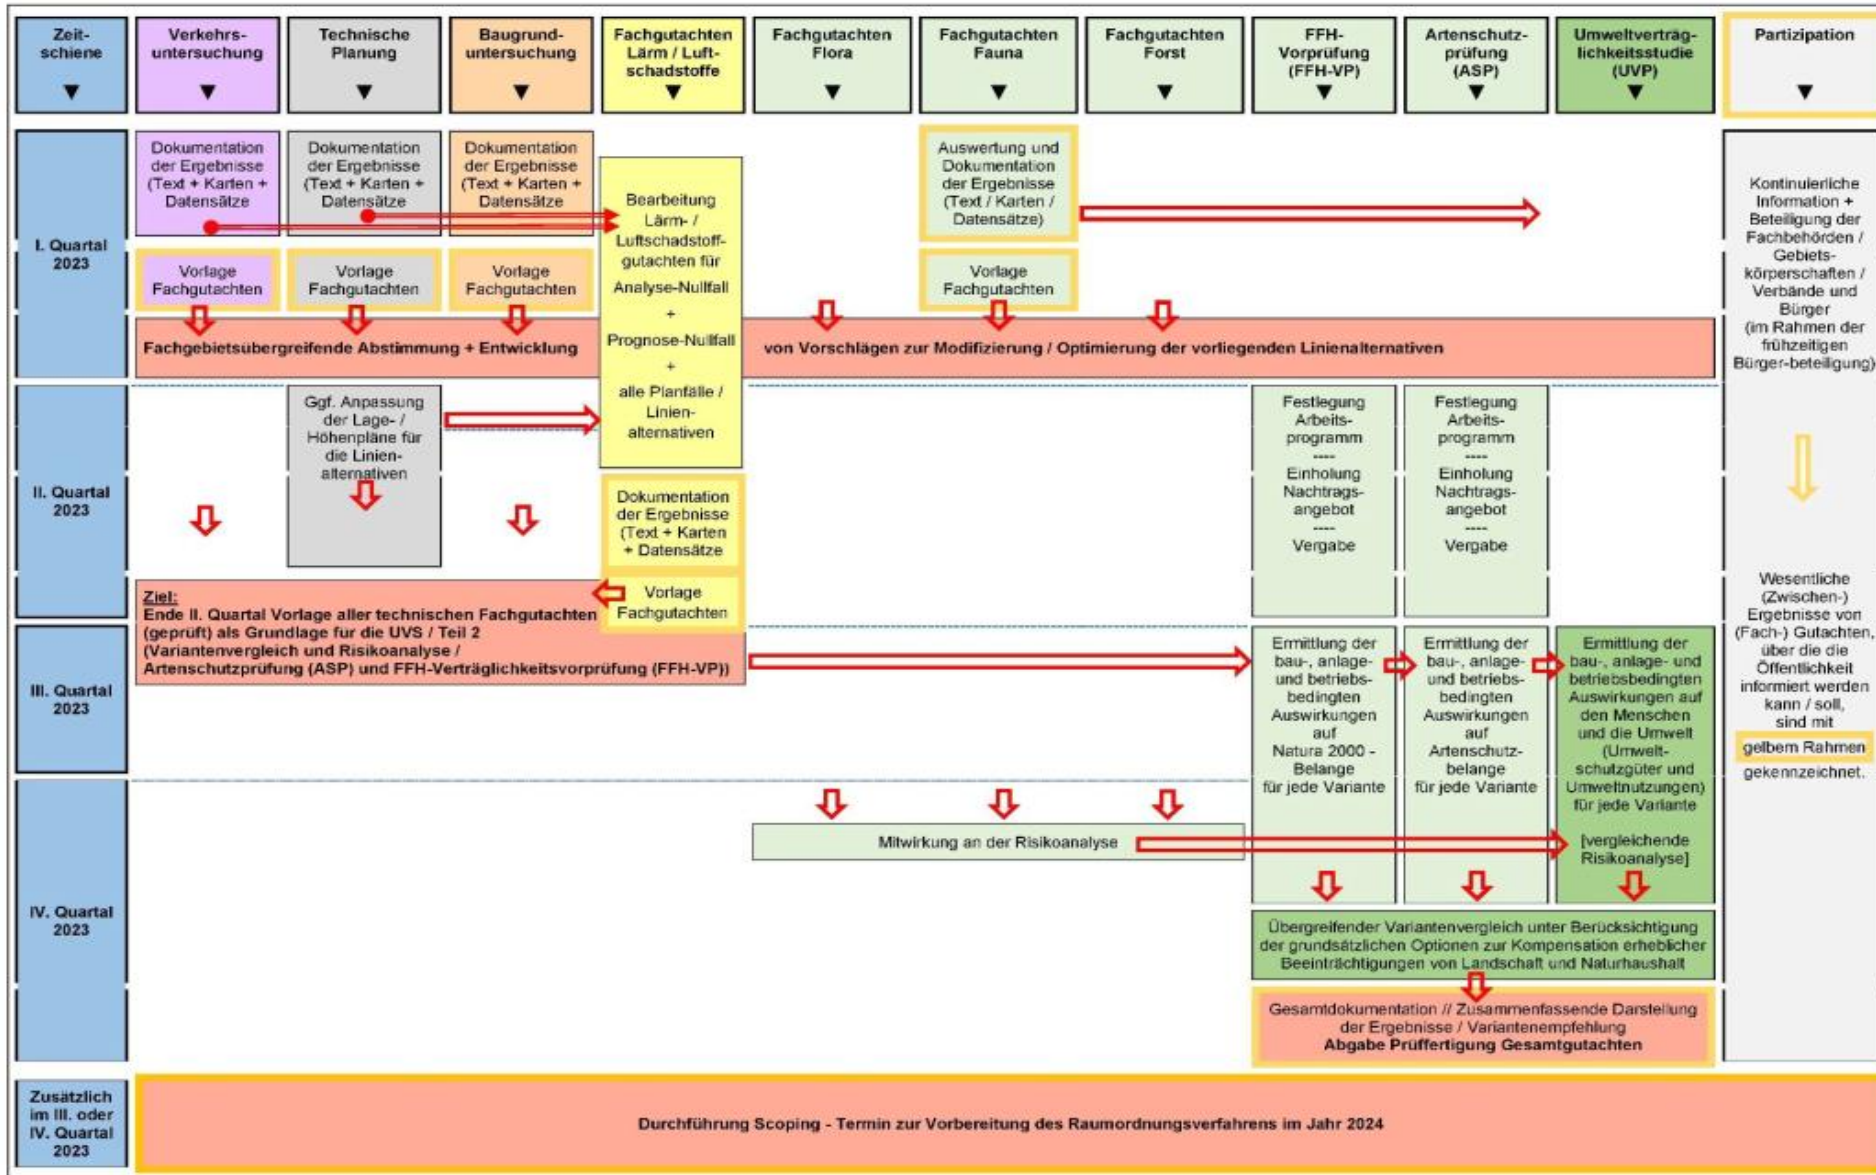 Zeit-
schiene
Verkehrs-
untersuchung
Technische
Planung
Baugrund-
untersuchung
Fachgutachten
Lärm / Luft-
schadstoffe
Fachgutachten
Flora
Fachgutachten
Fauna
Fachgutachten
Forst
FFH-
Vorprüfung
(FFH-VP)
Artenschutz-
prüfung
(ASP)
Umweltverträg-
lichkeitsstudie
(UVP)
Partizipation
I. Quartal
2023
Dokumentation
der Ergebnisse
(Text + Karten +
Datensätze
Dokumentation
der Ergebnisse
(Text + Karten +
Datensätze
Dokumentation
der Ergebnisse
(Text + Karten +
Datensätze
Bearbeitung
Lärm- /
Luftschadstoff-
gutachten für
Analyse-Nullfall
+
Prognose-Nullfall
+
alle Planfälle /
Linien-
alternativen
Auswertung und
Dokumentation
der Ergebnisse
(Text / Karten /
Datensätze)
Kontinuierliche
Information +
Beteiligung der
Fachbehörden /
Gebiets-
körperschaften /
Verbände und
Bürger
(im Rahmen der
frühzeitigen
Bürger-beteiligung)
Vorlage
Fachgutachten
Vorlage
Fachgutachten
Vorlage
Fachgutachten
Vorlage
Fachgutachten
Fachgebietsübergreifende Abstimmung + Entwicklung
von Vorschlägen zur Modifizierung / Optimierung der vorliegenden Linienalternativen
II. Quartal
2023
Ggf. Anpassung
der Lage- /
Höhenpläne für
die Linien-
alternativen
Dokumentation
der Ergebnisse
(Text + Karten
+ Datensätze
Vorlage
Fachgutachten
Festlegung
Arbeits-
programm
----
Einholung
Nachtrags-
angebot
----
Vergabe
Festlegung
Arbeits-
programm
----
Einholung
Nachtrags-
angebot
----
Vergabe
Wesentliche
(Zwischen-)
Ergebnisse von
(Fach-) Gutachten,
über die die
Öffentlichkeit
informiert werden
kann / soll,
sind mit
gelbem Rahmen
gekennzeichnet.
Ziel:
Ende II. Quartal Vorlage aller technischen Fachgutachten
(geprüft) als Grundlage für die UVS / Teil 2
(Variantenvergleich und Risikoanalyse /
Artenschutzprüfung (ASP) und FFH-Verträglichkeitsvorprüfung (FFH-VP))
III. Quartal
2023
Ermittlung der
bau-, anlage-
und betriebs-
bedingten
Auswirkungen
auf
Natura 2000 -
Belange
für jede Variante
Ermittlung der
bau-, anlage-
und betriebs-
bedingten
Auswirkungen
auf
Artenschutz-
belange
für jede Variante
Ermittlung der
bau-, anlage- und
betriebsbedingten
Auswirkungen auf
den Menschen
und die Umwelt
(Umwelt-
schutzgüter und
Umweltnutzungen)
für jede Variante
[vergleichende
Risikoanalyse]
IV. Quartal
2023
Mitwirkung an der Risikoanalyse
Übergreifender Variantenvergleich unter Berücksichtigung
der grundsätzlichen Optionen zur Kompensation erheblicher
Beeinträchtigungen von Landschaft und Naturhaushalt
Gesamtdokumentation // Zusammenfassende Darstellung
der Ergebnisse / Variantenempfehlung
Abgabe Prüffertigung Gesamtgutachten
Zusätzlich
im III. oder
IV. Quartal
2023
Durchführung Scoping - Termin zur Vorbereitung des Raumordnungsverfahrens im Jahr 2024